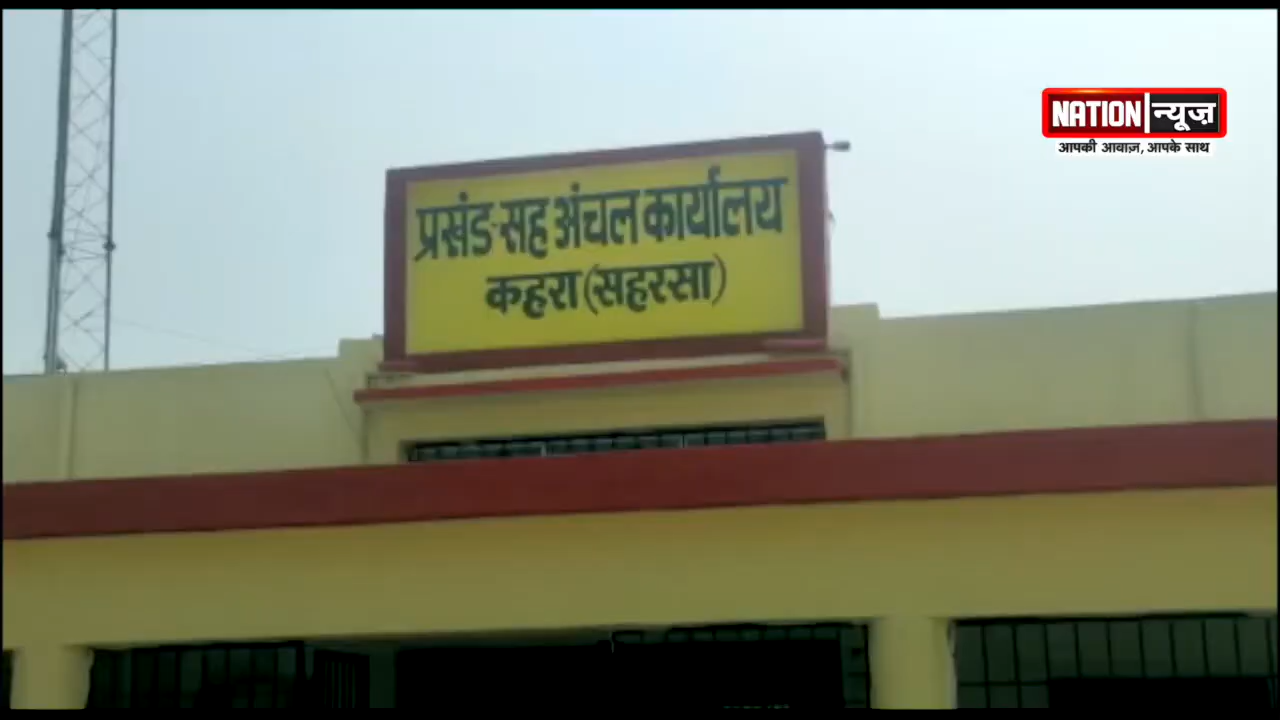 NATION न्यूज़
आपकी आवाज़, आपके साथ
प्रखंड-सह अंचल कार्यालय
कहरा (सहरसा)